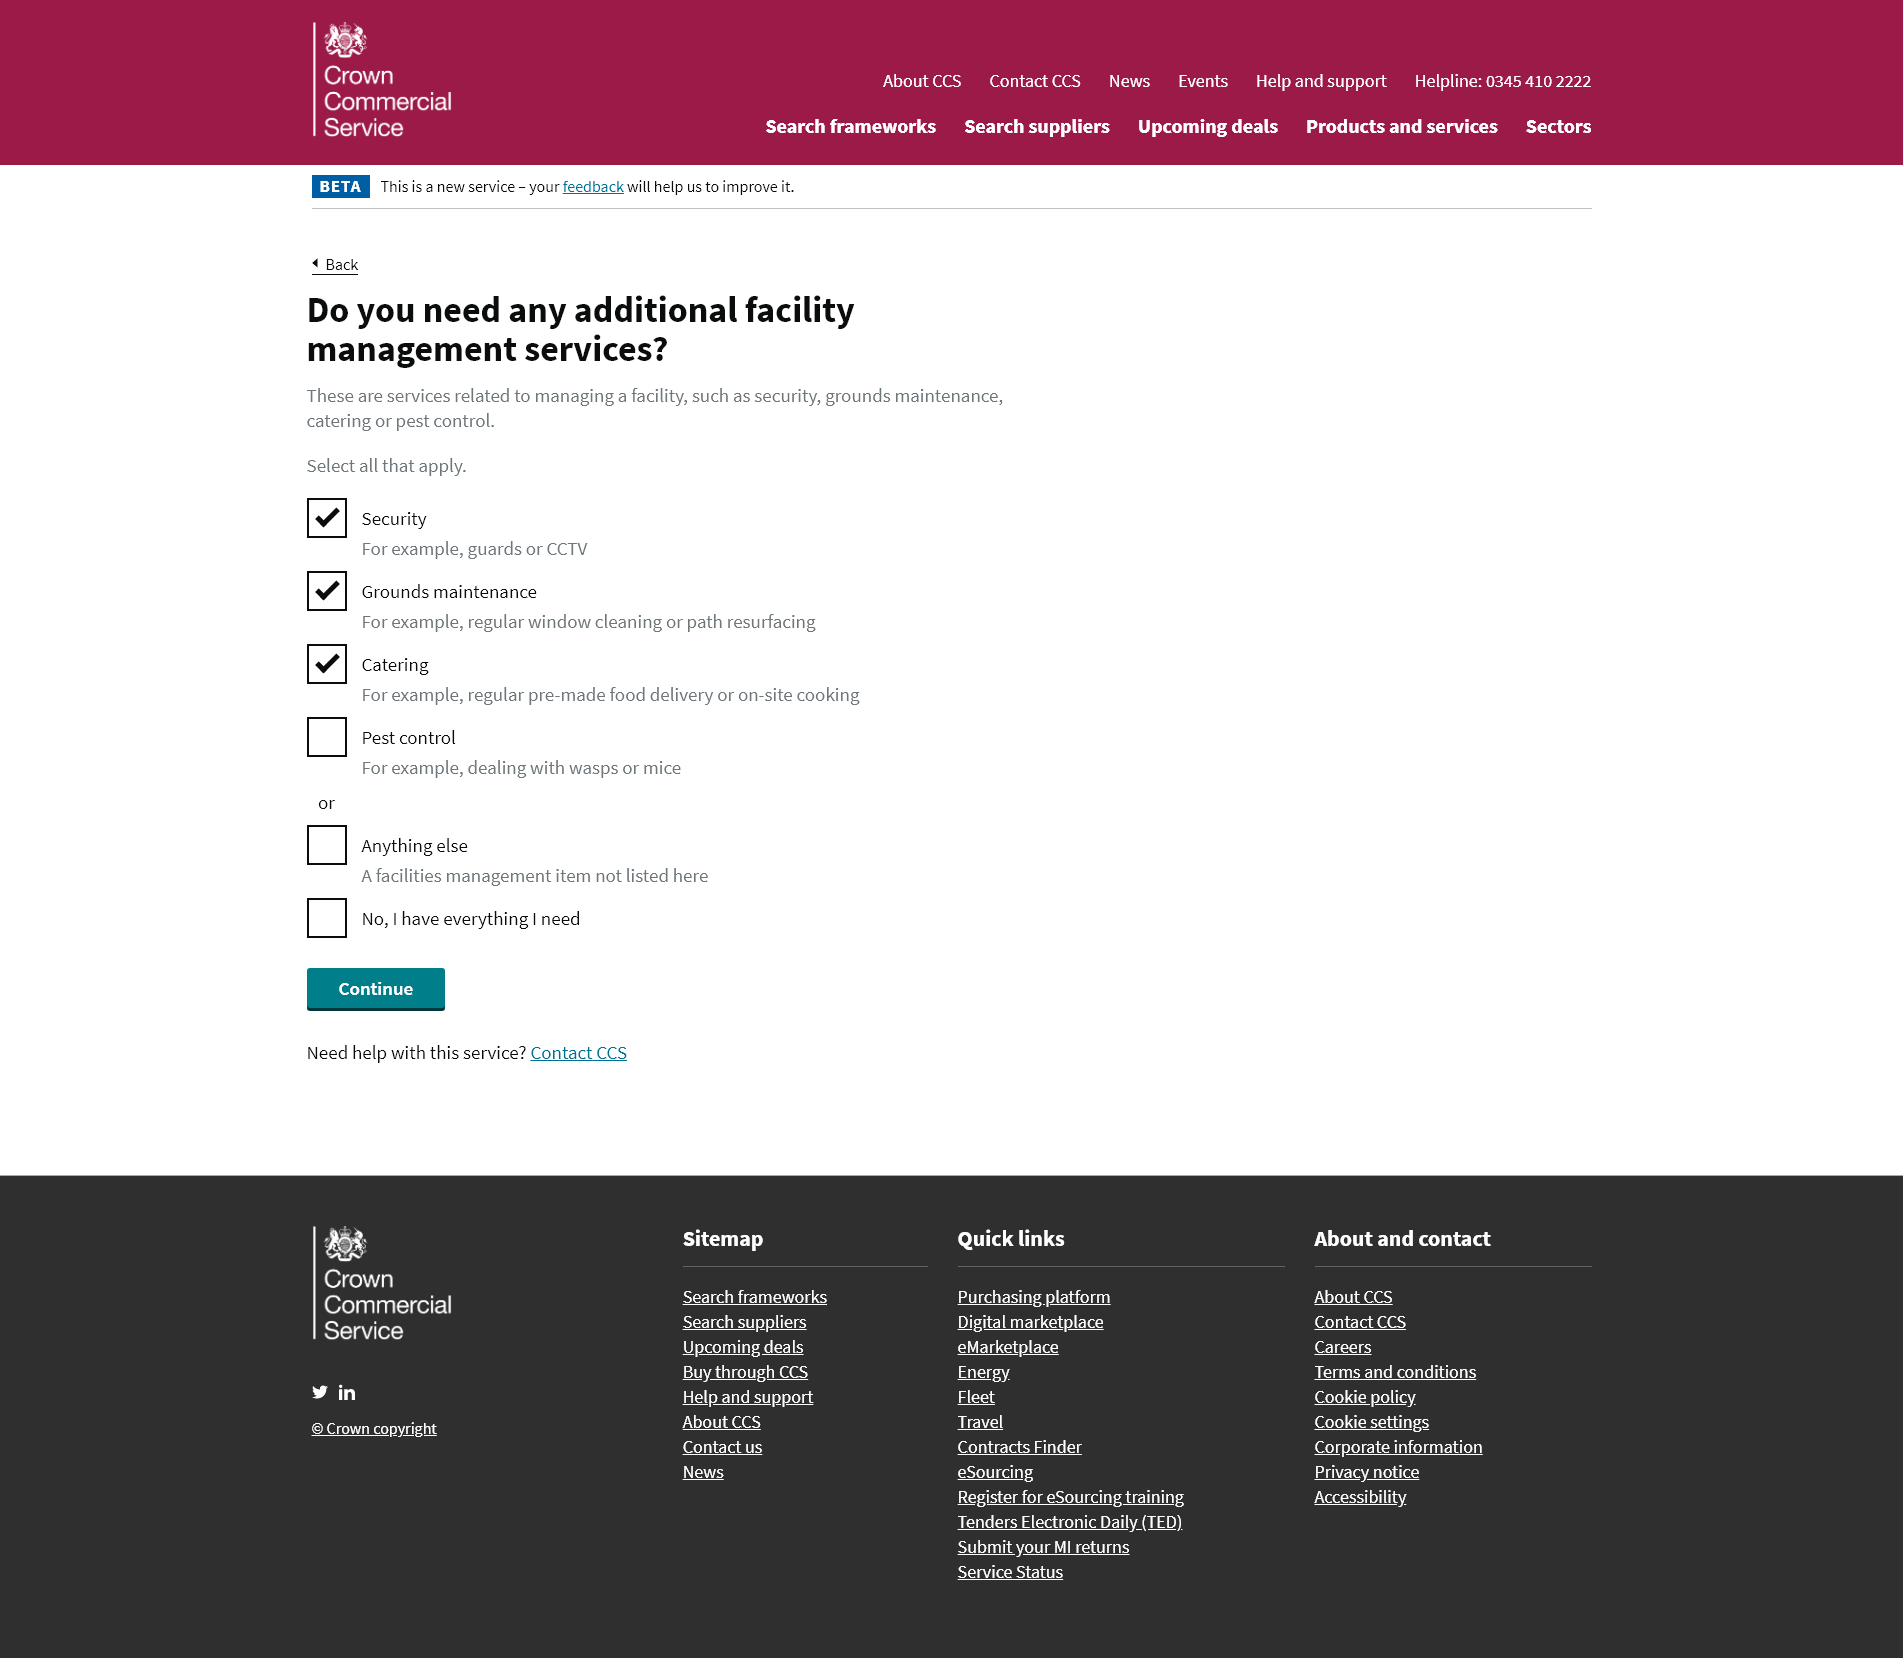 Crown
Commercial
Service
About CCS
Contact CCS
News
Events
Help and support
Helpline: 0345 410 2222
Search frameworks
Search suppliers
Upcoming deals
Products and services
Sectors
BETA This is a new service – your feedback will help us to improve it.
Back
Do you need any additional facility
management services?
These are services related to managing a facility, such as security, grounds maintenance,
catering or pest control.
Select all that apply.
Security
For example, guards or CCTV
Grounds maintenance
For example, regular window cleaning or path resurfacing
Catering
For example, regular pre-made food delivery or on-site cooking
Pest control
For example, dealing with wasps or mice
or
Anything else
A facilities management item not listed here
No, I have everything I need
Continue
Need help with this service? Contact CCS
Crown
Commercial
Service
© Crown copyright
Sitemap
Search frameworks
Search suppliers
Upcoming deals
Buy through CCS
Help and support
About CCS
Contact us
News
Quick links
Purchasing platform
Digital marketplace
eMarketplace
Energy
Fleet
Travel
Contracts Finder
eSourcing
Register for eSourcing training
Tenders Electronic Daily (TED)
Submit your MI returns
Service Status
About and contact
About CCS
Contact CCS
Careers
Terms and conditions
Cookie policy
Cookie settings
Corporate information
Privacy notice
Accessibility